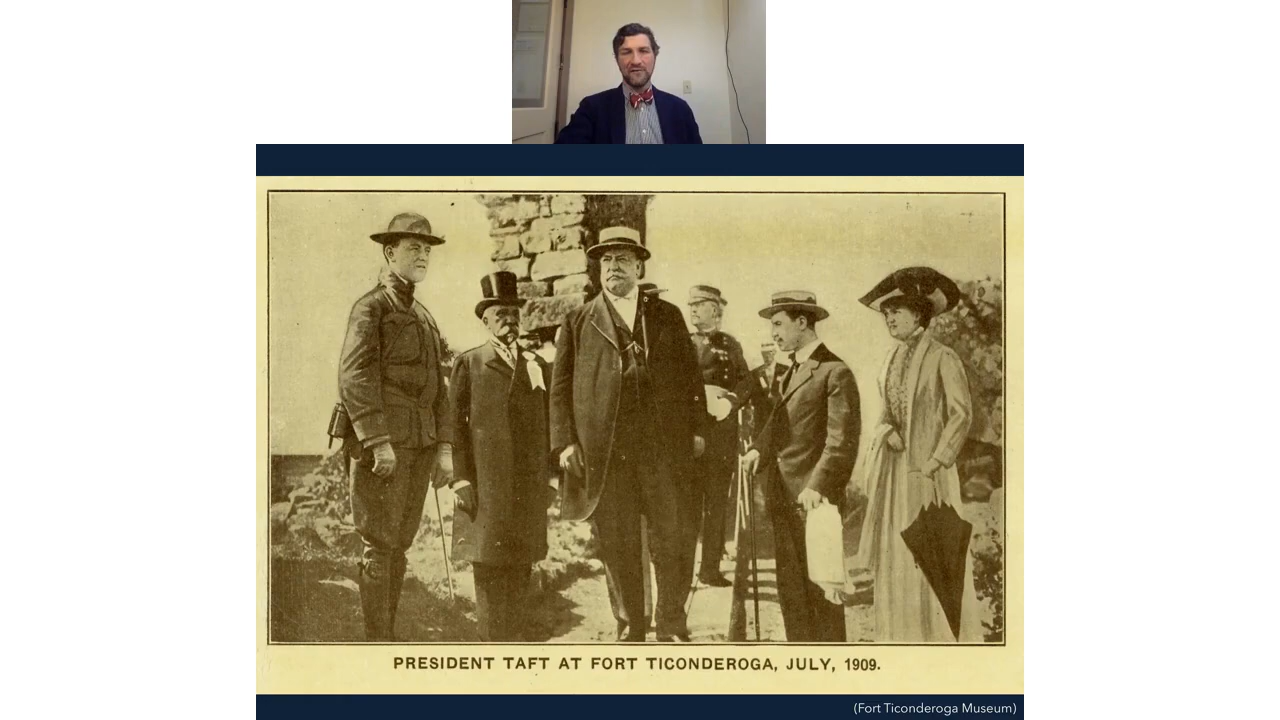 PRESIDENT TAFT AT FORT TICONDEROGA, JULY, 1909.
(Fort Ticonderoga Museum)